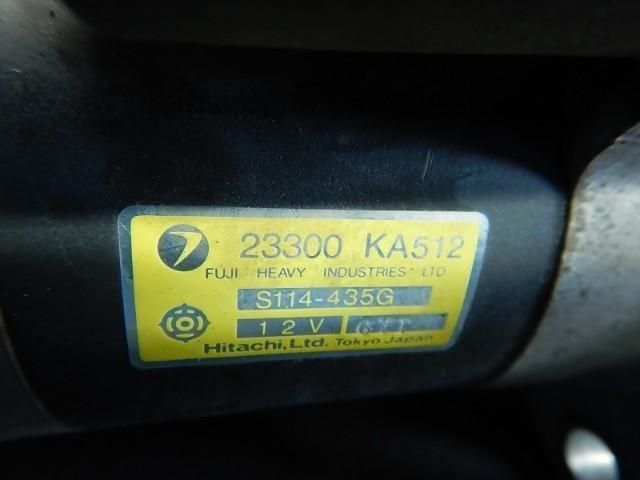 23300 KA512
FUJI HEAVY INDUSTRIES LTD
S114-435G
12V
Hitachi, Ltd. Tokyo Japan